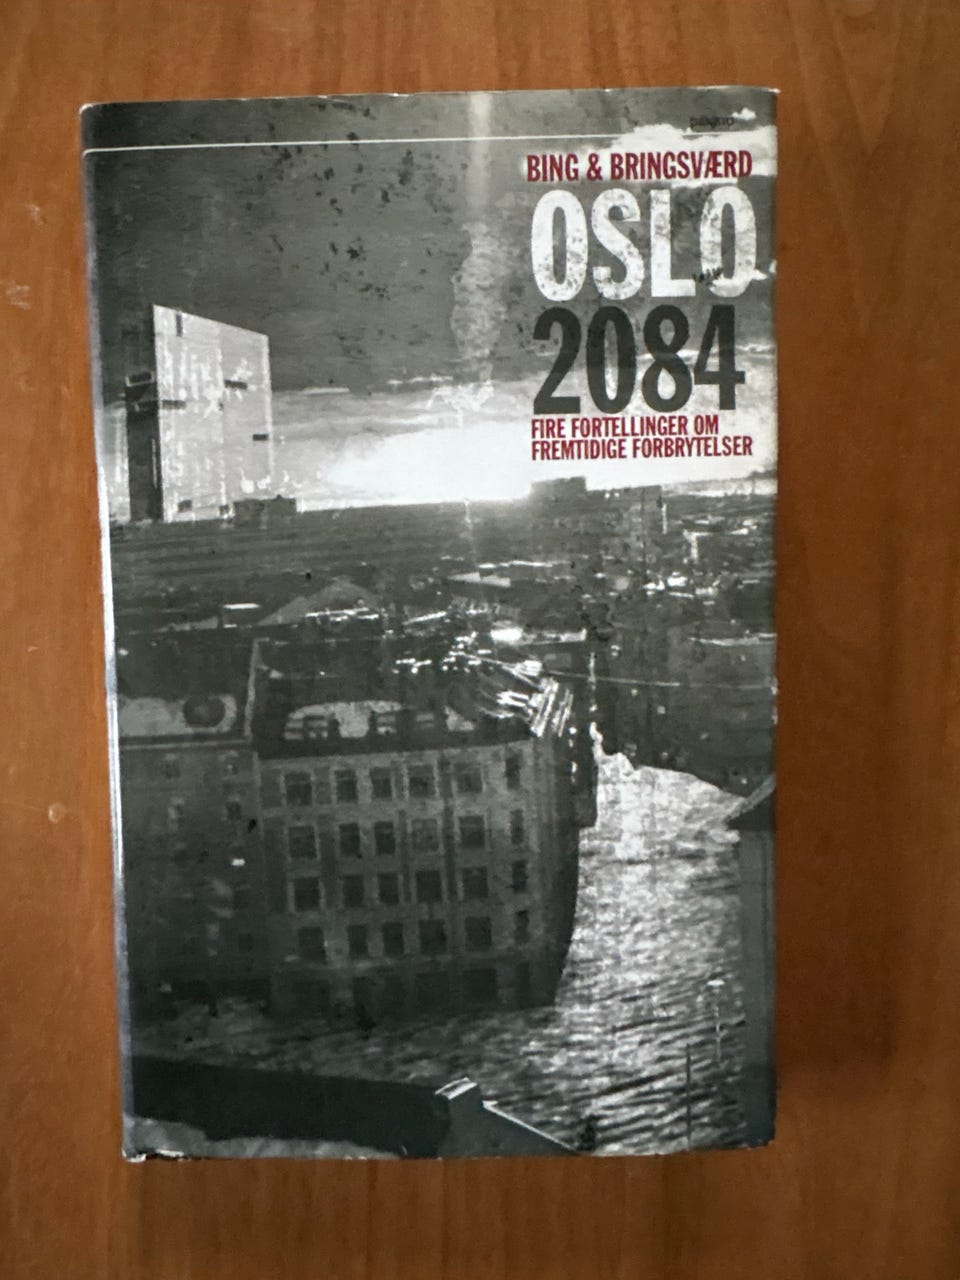 BING & BRINGSVÆRD
OSLO
2084
FIRE FORTELLINGER OM
FREMTIDIGE FORBRYTELSER